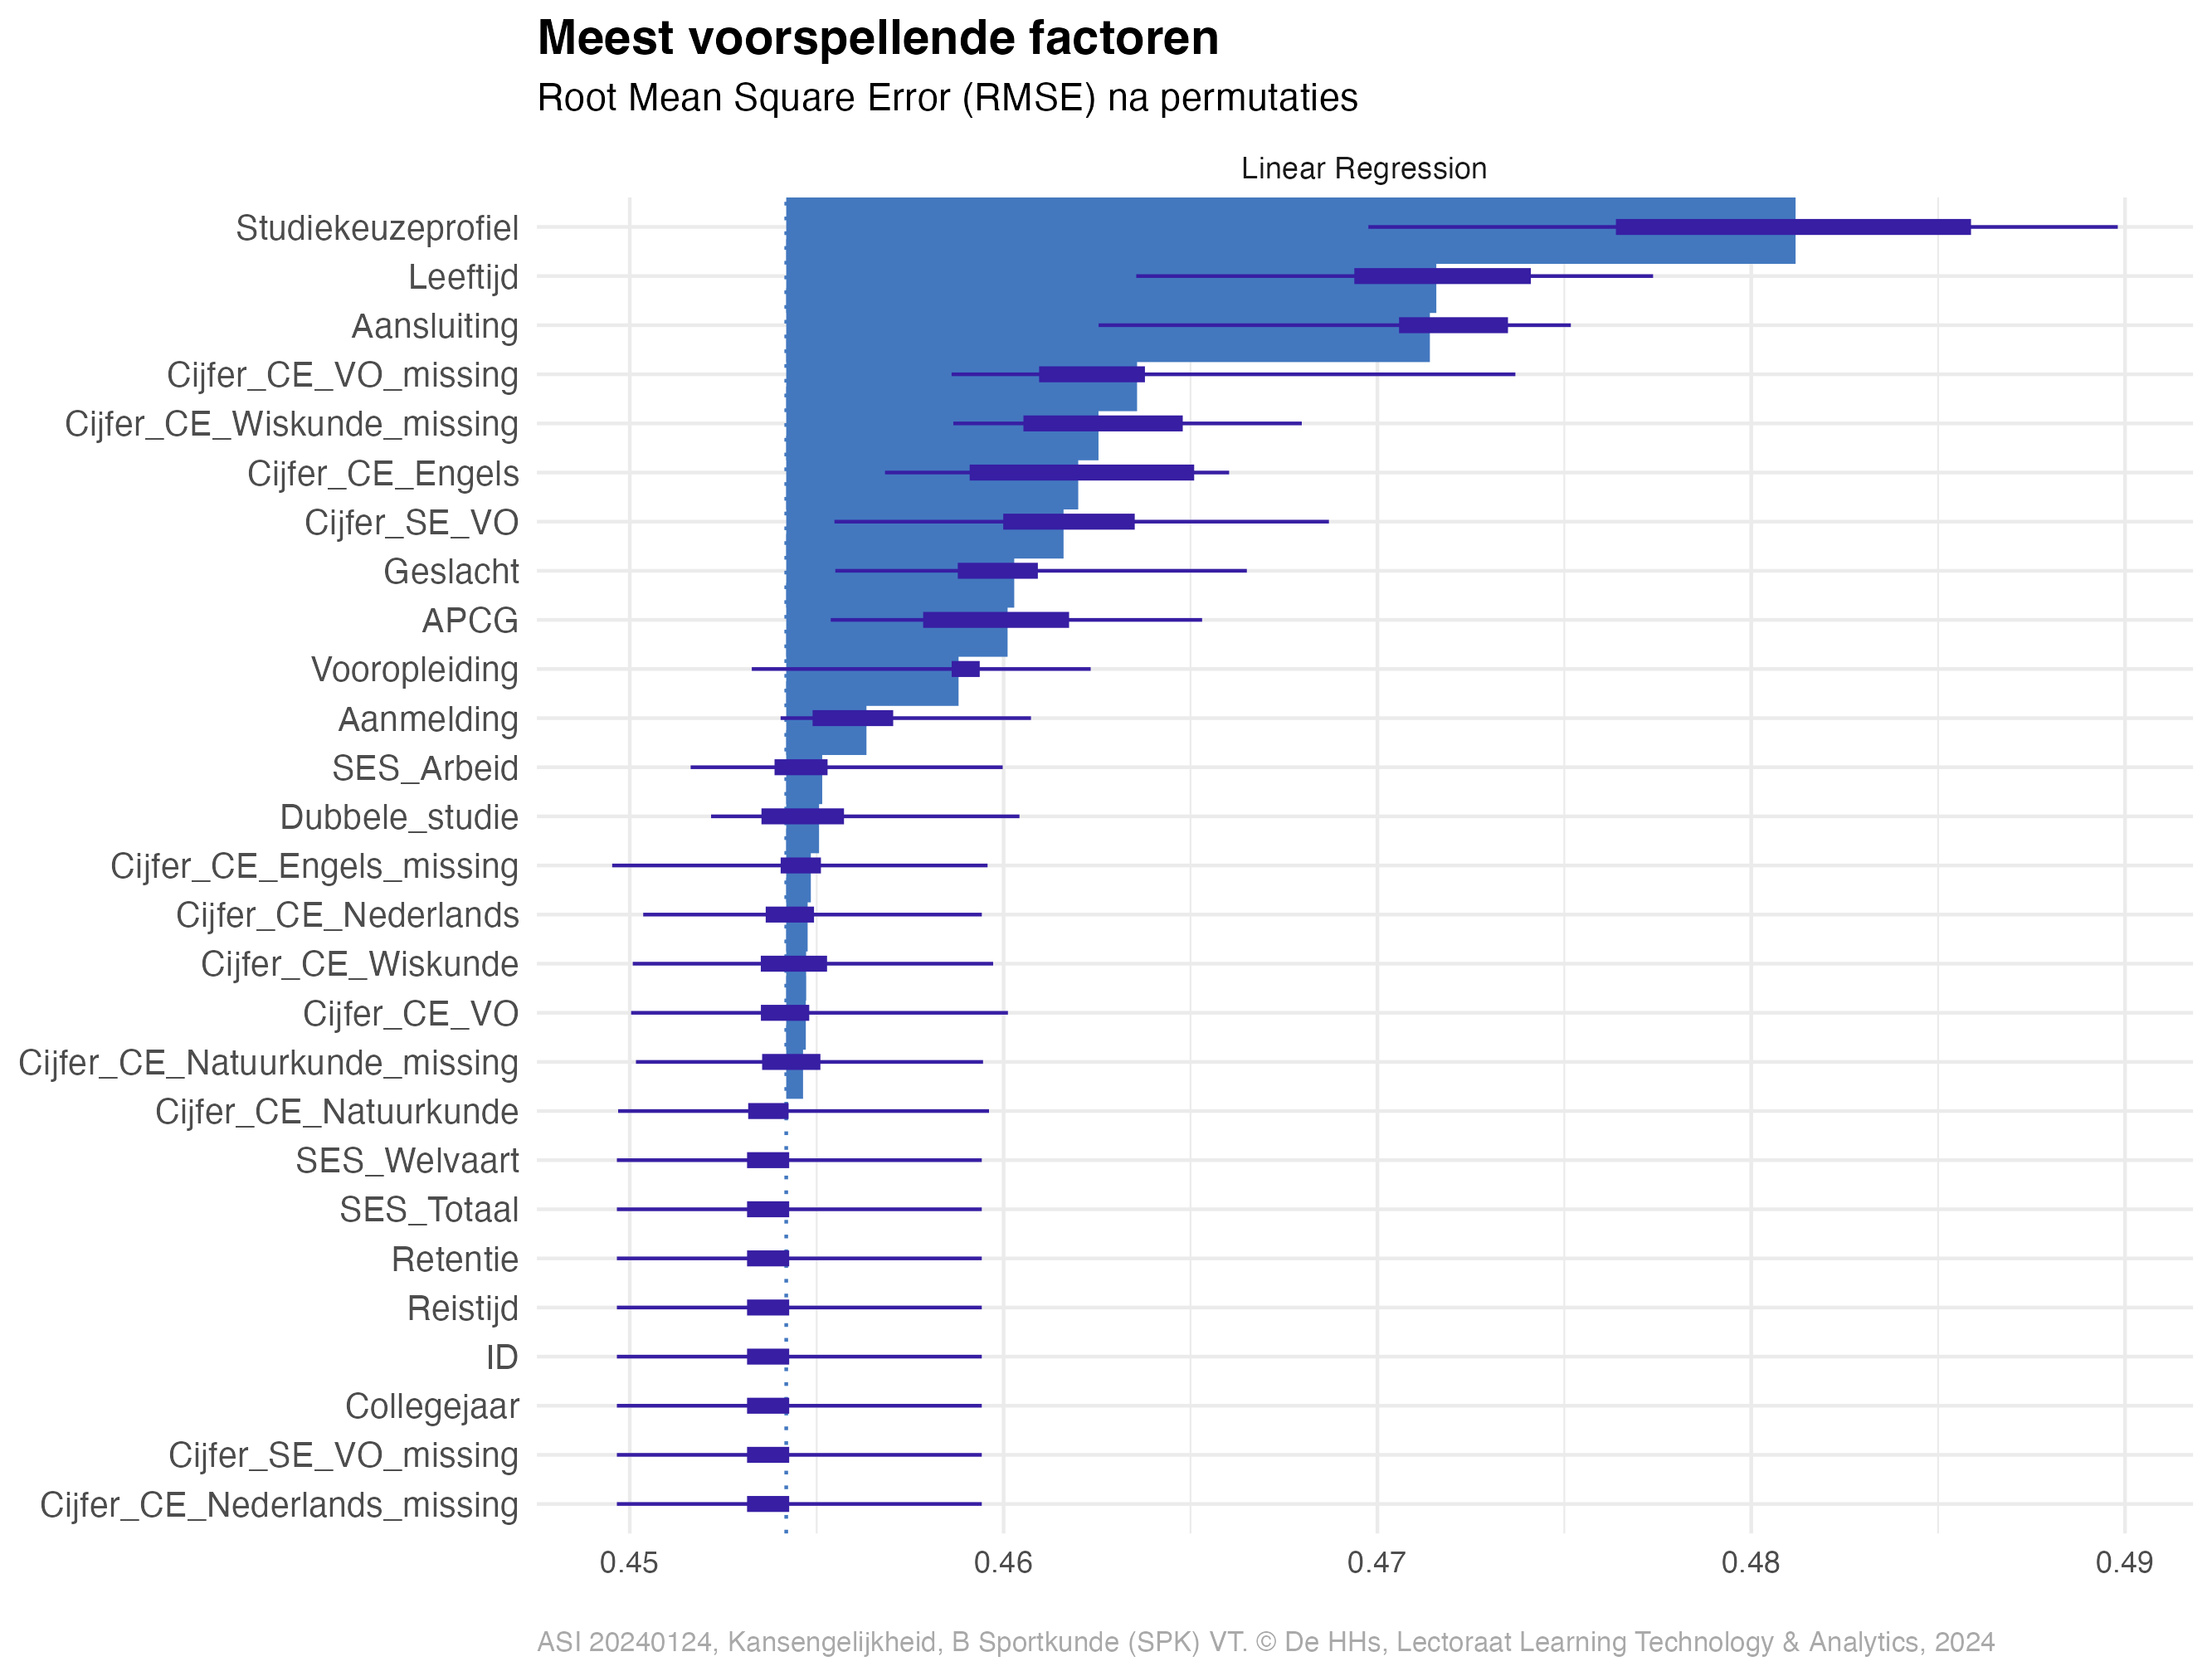 Meest voorspellende factoren
Root Mean Square Error (RMSE) na permutaties
Linear Regression
Studiekeuzeprofiel
Leeftijd
Aansluiting
Cijfer_CE_VO_missing
Cijfer_CE_Wiskunde_missing
Cijfer_CE_Engels
Cijfer_SE_VO
Geslacht
APCG
Vooropleiding
Aanmelding
SES_Arbeid
Dubbele_studie
Cijfer_CE_Engels_missing
Cijfer_CE_Nederlands
Cijfer_CE_Wiskunde
Cijfer_CE_VO
Cijfer_CE_Natuurkunde_missing
Cijfer_CE_Natuurkunde
SES_Welvaart
SES_Totaal
Retentie
Reistijd
ID
Collegejaar
Cijfer_SE_VO_missing
Cijfer_CE_Nederlands_missing
0.45 0.46 0.47 0.48 0.49
ASI 20240124, Kansengelijkheid, B Sportkunde (SPK) VT. © De HHs, Lectoraat Learning Technology & Analytics, 2024